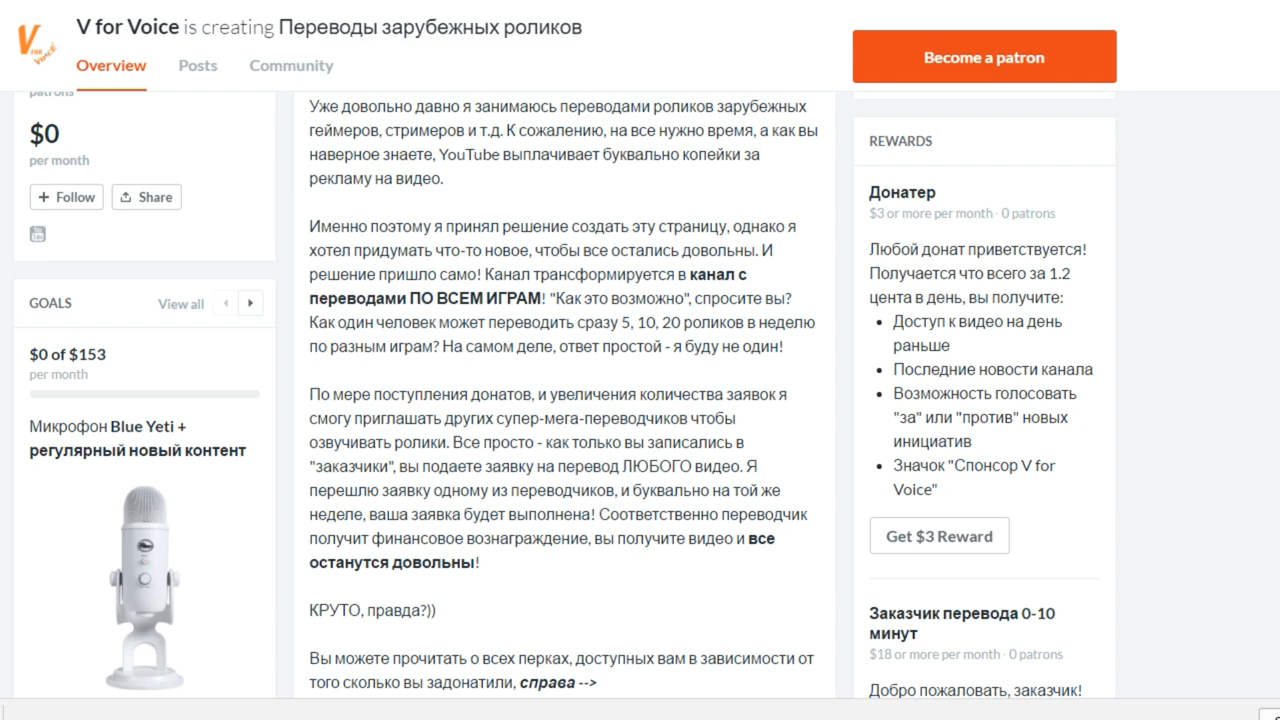 V for Voice is creating Переводы зарубежных роликов
Overview Posts Community
Become a patron
patrons
$0
per month
+ Follow
Share
GOALS
View all
$0 of $153
per month
Микрофон Blue Yeti +
регулярный новый контент
Уже довольно давно я занимаюсь переводами роликов зарубежных
геймеров, стримеров и т.д. К сожалению, на все нужно время, а как вы
наверное знаете, YouTube выплачивает буквально копейки за
рекламу на видео.
Именно поэтому я принял решение создать эту страницу, однако я
хотел придумать что-то новое, чтобы все остались довольны. И
решение пришло само! Канал трансформируется в канал с
переводами ПО ВСЕМ ИГРАМ! "Как это возможно", спросите вы?
Как один человек может переводить сразу 5, 10, 20 роликов в неделю
по разным играм? На самом деле, ответ простой - я буду не один!
По мере поступления донатов, и увеличения количества заявок я
смогу приглашать других супер-мега-переводчиков чтобы
озвучивать ролики. Все просто - как только вы записались в
"заказчики", вы подаете заявку на перевод ЛЮБОГО видео. Я
перешлю заявку одному из переводчиков, и буквально на той же
неделе, ваша заявка будет выполнена! Соответственно переводчик
получит финансовое вознаграждение, вы получите видео и все
останутся довольны!
КРУТО, правда?))
Вы можете прочитать о всех перках, доступных вам в зависимости от
того сколько вы задонатили, справа -->
REWARDS
Донатер
$3 or more per month · 0 patrons
Любой донат приветствуется!
Получается что всего за 1.2
цента в день, вы получите:
• Доступ к видео на день
раньше
• Последние новости канала
• Возможность голосовать
"за" или "против" новых
инициатив
• Значок "Спонсор V for
Voice"
Get $3 Reward
Заказчик перевода 0-10
минут
$18 or more per month · 0 patrons
Добро пожаловать, заказчик!